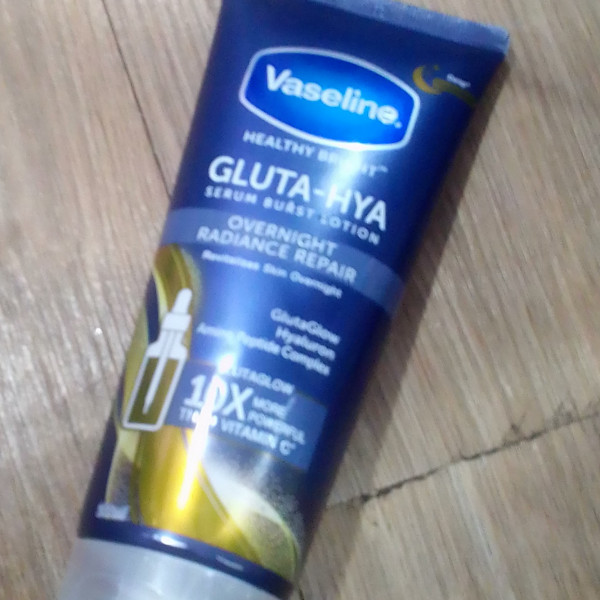 Vaseline.
HEALTHY BRIGHT™
GLUTA-HYA
SERUM BURST LOTION
OVERNIGHT
RADIANCE REPAIR
Revitalizes Skin Overnight
GlutaGlow
Hyaluron
Amino Peptide Complex
GLUTAGLOW
10X MORE
POWERFUL
THAN VITAMIN C*